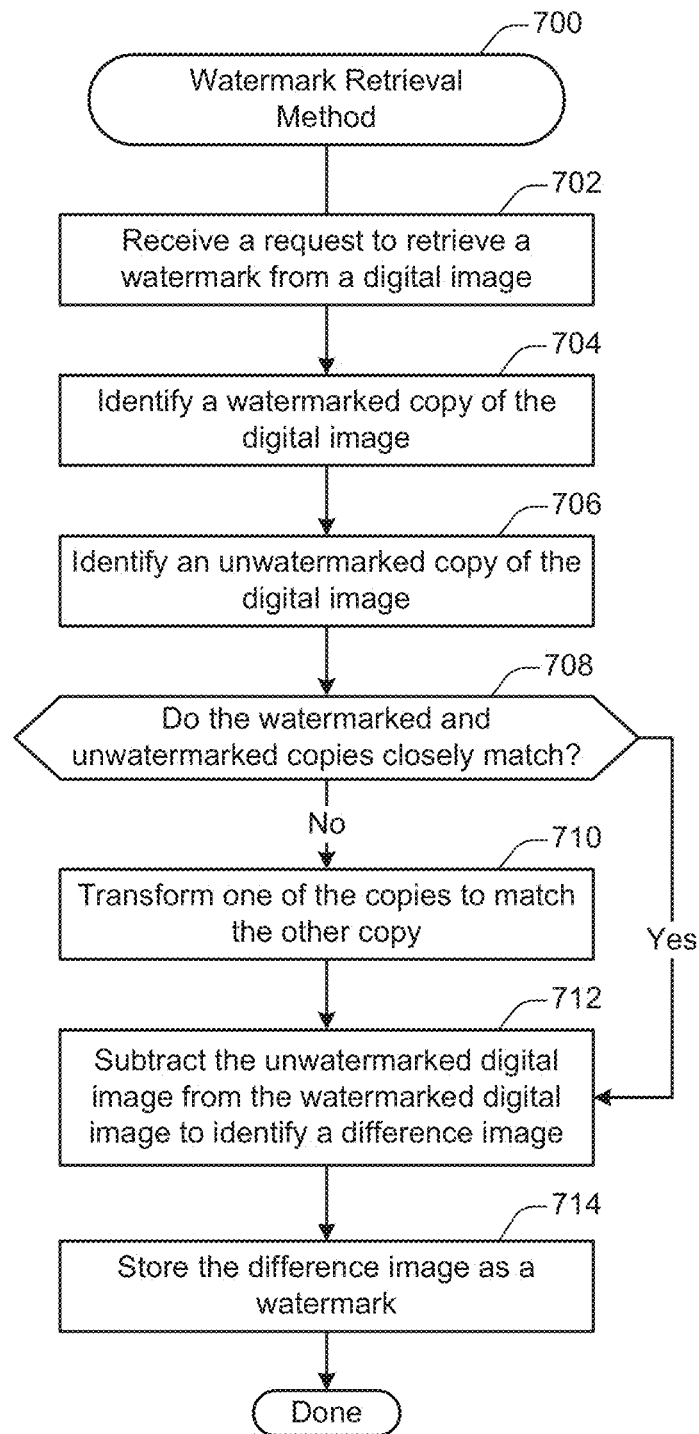 700
Watermark Retrieval
Method
702
Receive a request to retrieve a
watermark from a digital image
704
Identify a watermarked copy of the
digital image
706
Identify an unwatermarked copy of the
digital image
708
Do the watermarked and
unwatermarked copies closely match?
No
710
Transform one of the copies to match
the other copy
Yes
712
Subtract the unwatermarked digital
image from the watermarked digital
image to identify a difference image
714
Store the difference image as a
watermark
Done